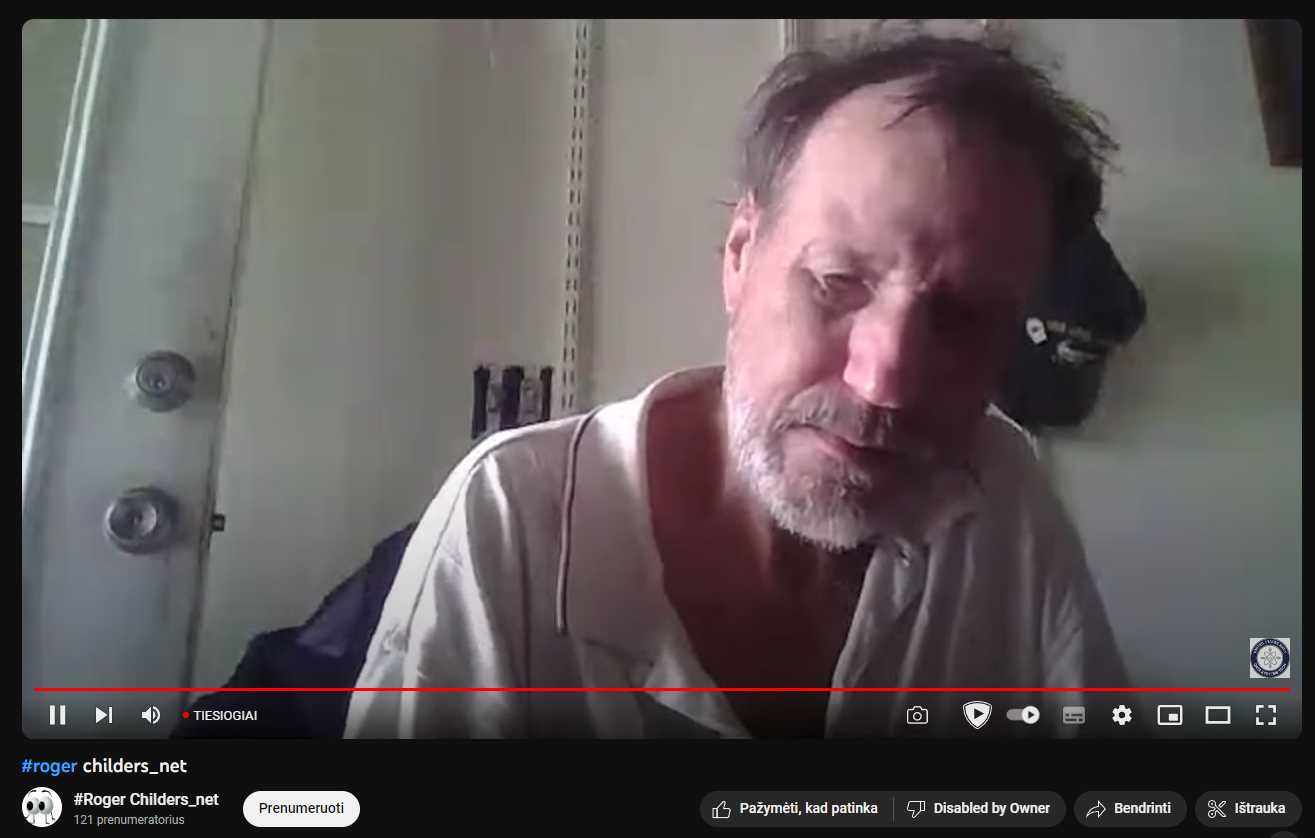 TIESIOGIAI
#roger childers_net
#Roger Childers_net
121 prenumeratorius
Prenumeruoti
Pažymėti, kad patinka
Disabled by Owner
Bendrinti
Ištrauka